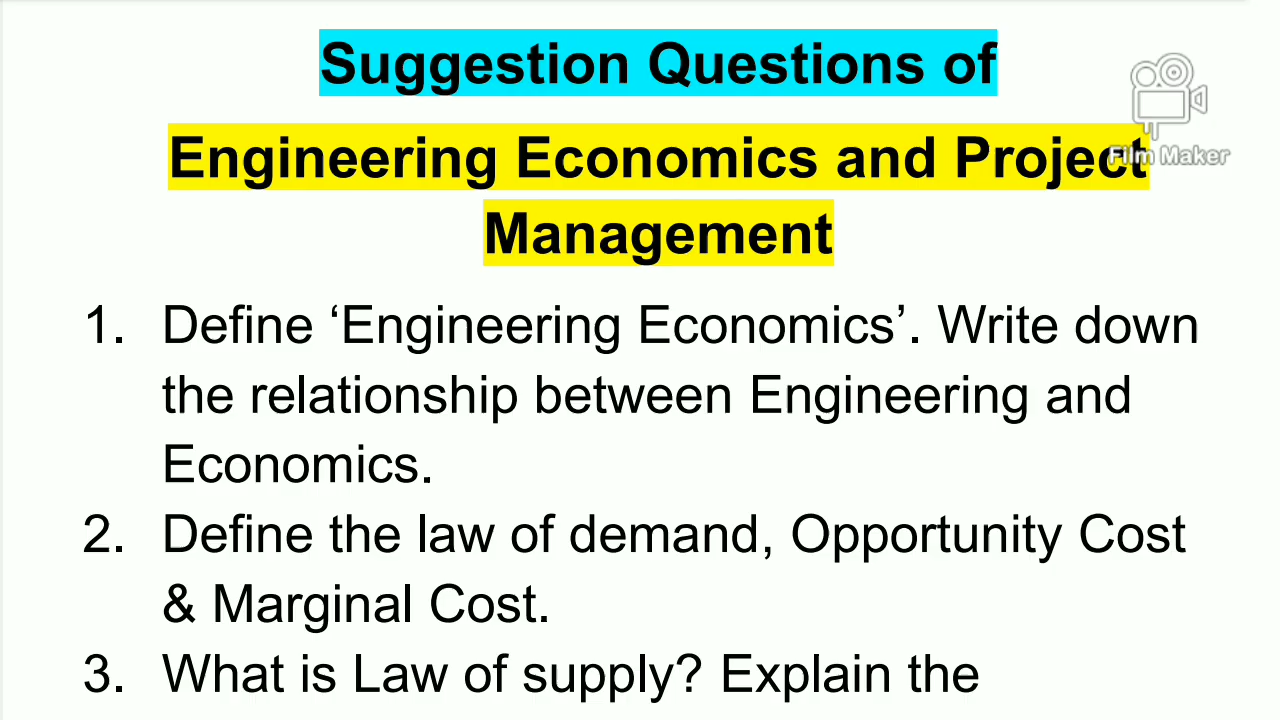 Suggestion Questions of
Engineering Economics and Project
Management
Film Maker
1. Define ‘Engineering Economics’. Write down
the relationship between Engineering and
Economics.
2. Define the law of demand, Opportunity Cost
& Marginal Cost.
3. What is Law of supply? Explain the